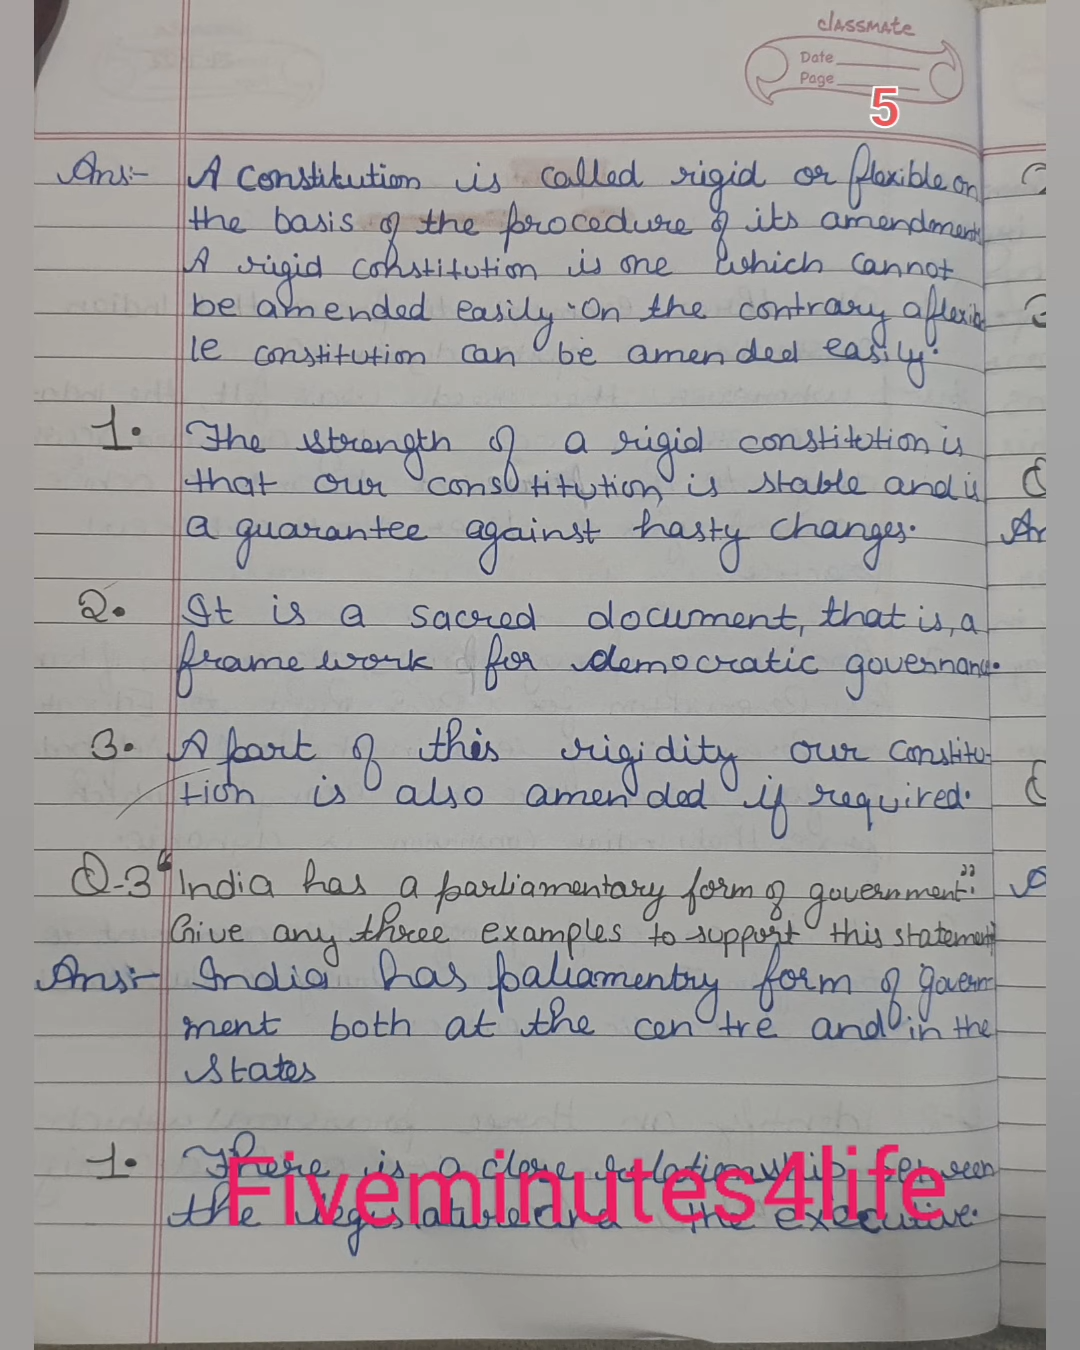 classmate
Date
Page
5
Ans:- A constitution is called rigid or flexible on
the basis of the procedure of its amendment
A rigid constitution is one which cannot
be amended easily. On the contrary a flexib
le constitution can be amended easily.
1. The strength of a rigid constitution is
that our constitution is stable and is
a guarantee against hasty changes.
2. It is a sacred document, that is, a
frame work for democratic governance.
3. A part of this rigidity our constitu-
tion is also amended if required.
Q-3 "India has a parliamentary form of government".
Give any three examples to support this statement
Ans:- India has paliamentry form of govern
ment both at the centre and in the
States
1. There is a close relationship between
the legislature and the executive.
Fiveminutes4life
An